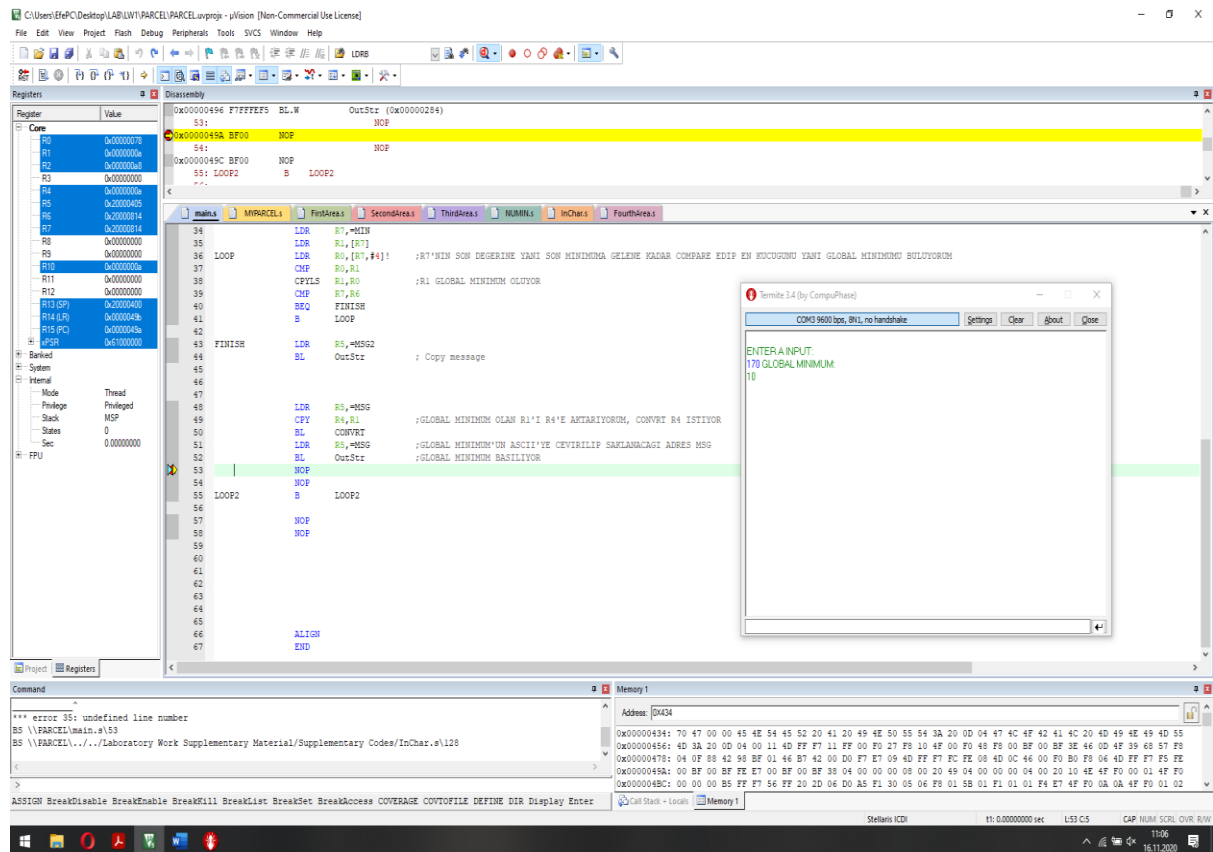 C:\Users\EfePC\Desktop\LAB\LW1\PARCEL\PARCEL.uvprojx - µVision [Non-Commercial Use License]
File Edit View Project Flash Debug Peripherals Tools SVCS Window Help
LDRB
Registers
Register Value
Core
R0 0x00000078
R1 0x0000000a
R2 0x000000a8
R3 0x00000000
R4 0x0000000a
R5 0x20000405
R6 0x20000814
R7 0x20000814
R8 0x00000000
R9 0x00000000
R10 0x0000000a
R11 0x00000000
R12 0x00000000
R13 (SP) 0x20000400
R14 (LR) 0x0000049b
R15 (PC) 0x0000049a
xPSR 0x61000000
Banked
System
Internal
Mode Thread
Privilege Privileged
Stack MSP
States 0
Sec 0.00000000
FPU
Project Registers
Disassembly
0x00000496 F7FFFEF5 BL.W OutStr (0x00000284)
53: NOP
0x0000049A BF00 NOP
54: NOP
0x0000049C BF00 NOP
55: LOOP2 B LOOP2
main.s MYPARCEL.s FirstArea.s SecondArea.s ThirdArea.s NUMIN.s InChar.s FourthArea.s
34 LDR R7,=MIN
35 LDR R1,[R7]
36 LOOP LDR R0,[R7,#4]! ;R7'NIN SON DEGERINE YANI SON MINIMUMA GELENE KADAR COMPARE EDIP EN KUCUGUNU YANI GLOBAL MINIMUMU BULUYORUM
37 CMP R0,R1
38 CPYLS R1,R0 ;R1 GLOBAL MINIMUM OLUYOR
39 CMP R7,R6
40 BEQ FINISH
41 B LOOP
42
43 FINISH LDR R5,=MSG2
44 BL OutStr ; Copy message
45
46
47
48 LDR R5,=MSG
49 CPY R4,R1 ;GLOBAL MINIMUM OLAN R1'I R4'E AKTARIYORUM, CONVRT R4 ISTIYOR
50 BL CONVRT
51 LDR R5,=MSG ;GLOBAL MINIMUM'UN ASCII'YE CEVIRILIP SAKLANACAGI ADRES MSG
52 BL OutStr ;GLOBAL MINIMUM BASILIYOR
53 NOP
54 NOP
55 LOOP2 B LOOP2
56
57 NOP
58 NOP
59
60
61
62
63
64
65
66 ALIGN
67 END
Termite 3.4 (by CompuPhase)
COM3 9600 bps, 8N1, no handshake Settings Clear About Close
ENTER A INPUT:
170 GLOBAL MINIMUM:
10
Command
*** error 35: undefined line number
BS \\PARCEL\main.s\53
BS \\PARCEL\../../Laboratory Work Supplementary Material/Supplementary Codes/InChar.s\128
>
ASSIGN BreakDisable BreakEnable BreakKill BreakList BreakSet BreakAccess COVERAGE COVTOFILE DEFINE DIR Display Enter
Memory 1
Address: 0X434
0x00000434: 70 47 00 00 45 4E 54 45 52 20 41 20 49 4E 50 55 54 3A 20 0D 04 47 4C 4F 42 41 4C 20 4D 49 4E 49 4D 55
0x00000456: 4D 3A 20 0D 04 00 11 4D FF F7 11 FF 00 F0 27 F8 10 4F 00 F0 48 F8 00 BF 00 BF 3E 46 0D 4F 39 68 57 F8
0x00000478: 04 0F 88 42 98 BF 01 46 B7 42 00 D0 F7 E7 09 4D FF F7 FC FE 08 4D 0C 46 00 F0 B0 F8 06 4D FF F7 F5 FE
0x0000049A: 00 BF 00 BF FE E7 00 BF 00 BF 38 04 00 00 00 08 00 20 49 04 00 00 00 04 00 20 10 4E 4F F0 00 01 4F F0
0x000004BC: 00 00 00 B5 FF F7 56 FF 20 2D 06 D0 A5 F1 30 05 06 F8 01 5B 01 F1 01 01 F4 E7 4F F0 0A 0A 4F F0 01 02
Call Stack + Locals Memory 1
Stellaris ICDI t1: 0.00000000 sec L:53 C:5 CAP NUM SCRL OVR R/W
11:06
16.11.2020